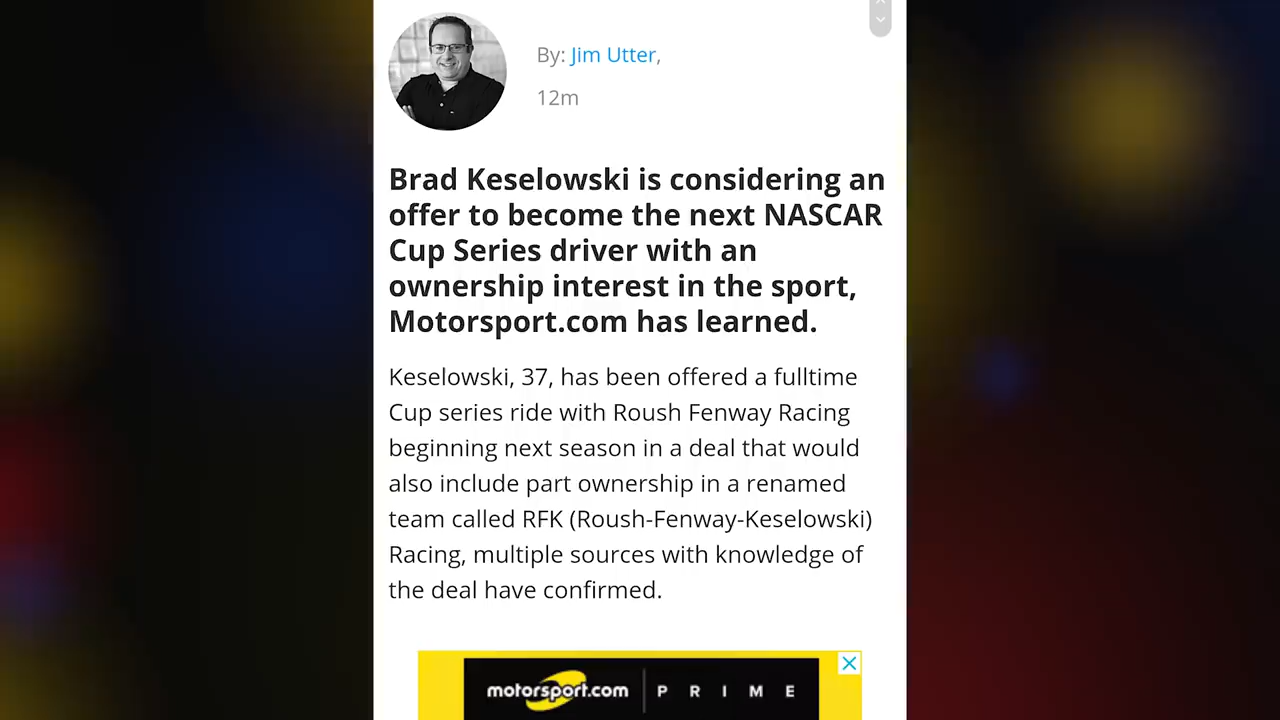 By: Jim Utter,
12m
Brad Keselowski is considering an
offer to become the next NASCAR
Cup Series driver with an
ownership interest in the sport,
Motorsport.com has learned.
Keselowski, 37, has been offered a fulltime
Cup series ride with Roush Fenway Racing
beginning next season in a deal that would
also include part ownership in a renamed
team called RFK (Roush-Fenway-Keselowski)
Racing, multiple sources with knowledge of
the deal have confirmed.
motorsport.com PRIME